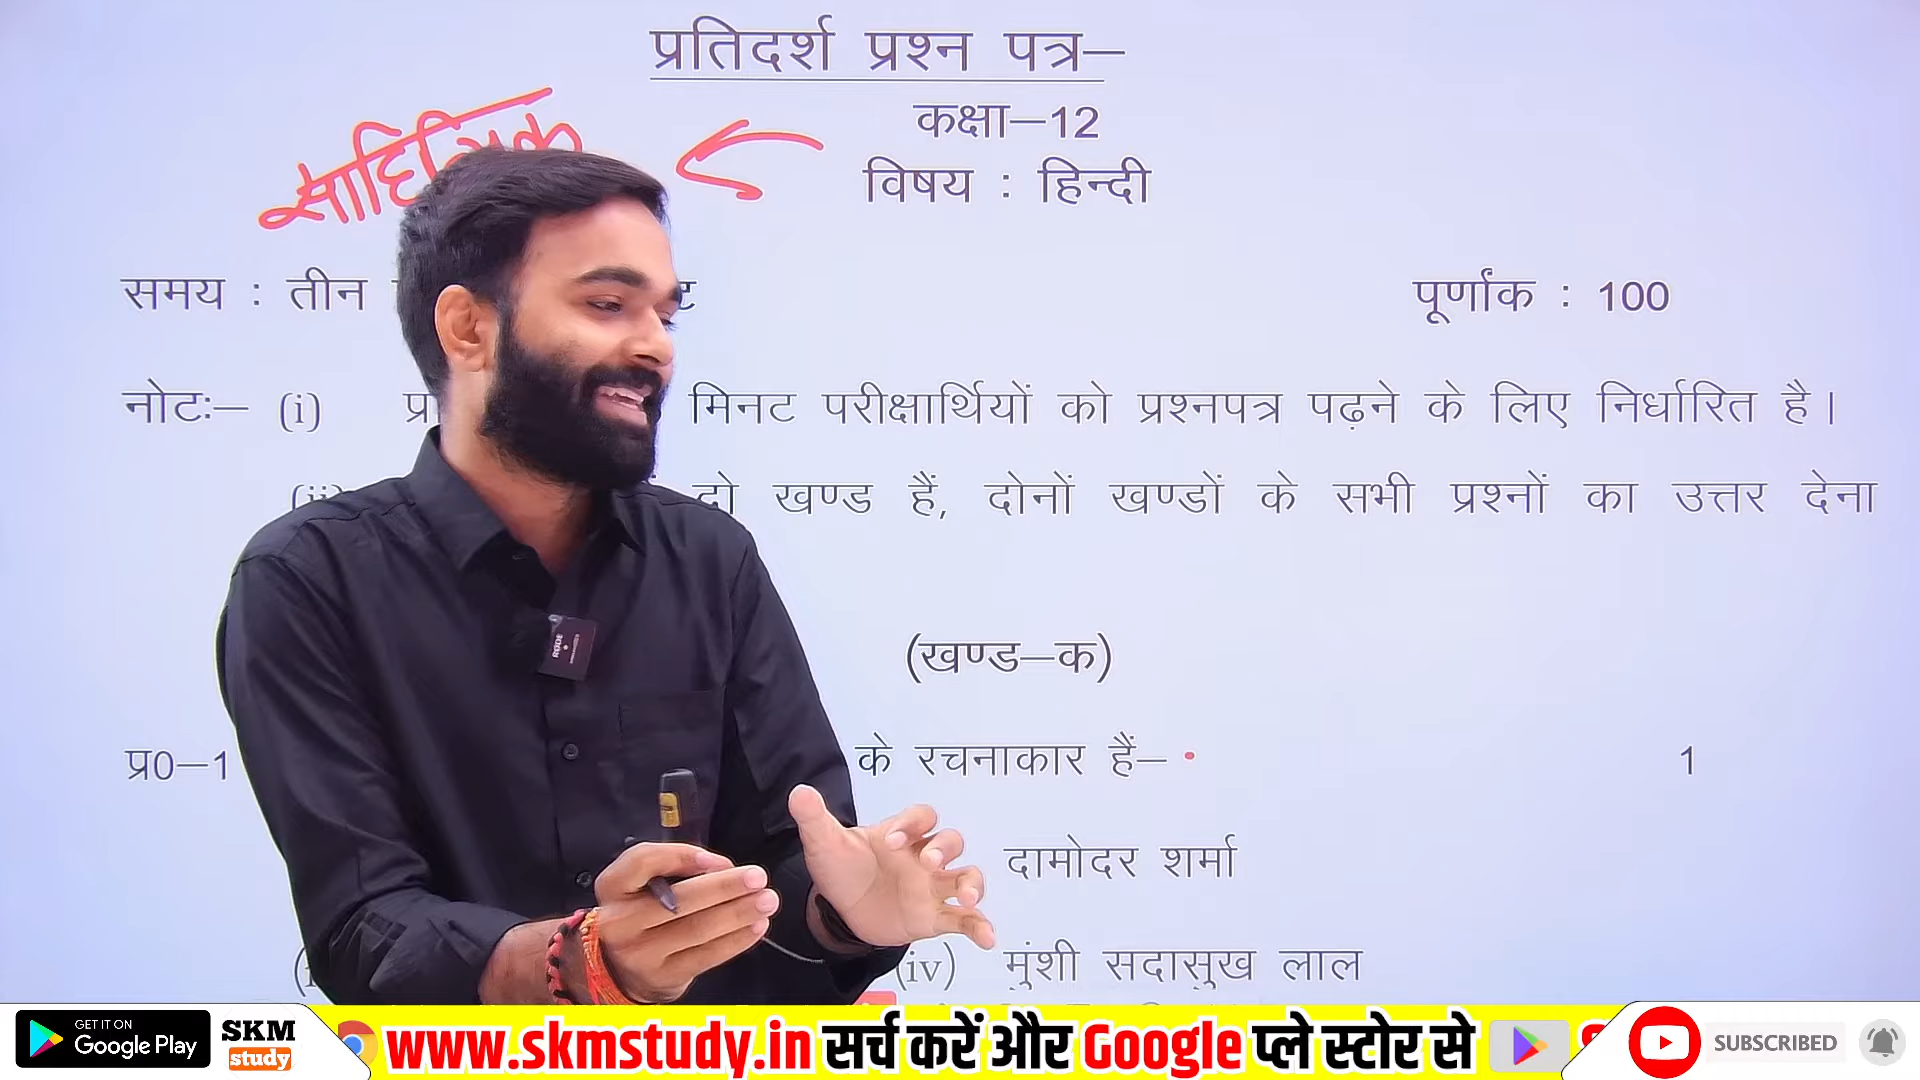 प्रतिदर्श प्रश्न पत्र–
कक्षा–12
विषय : हिन्दी
समय : तीन
पूर्णांक : 100
नोटः– (i) मिनट परीक्षार्थियों को प्रश्नपत्र पढ़ने के लिए निर्धारित है।
(ii) दो खण्ड हैं, दोनों खण्डों के सभी प्रश्नों का उत्तर देना
(खण्ड–क)
प्र0–1 के रचनाकार हैं– 1
दामोदर शर्मा
(iv) मुंशी सदासुख लाल
RODE
GET IT ON
Google Play
SKM
study
www.skmstudy.in सर्च करें और Google प्ले स्टोर से
SUBSCRIBED